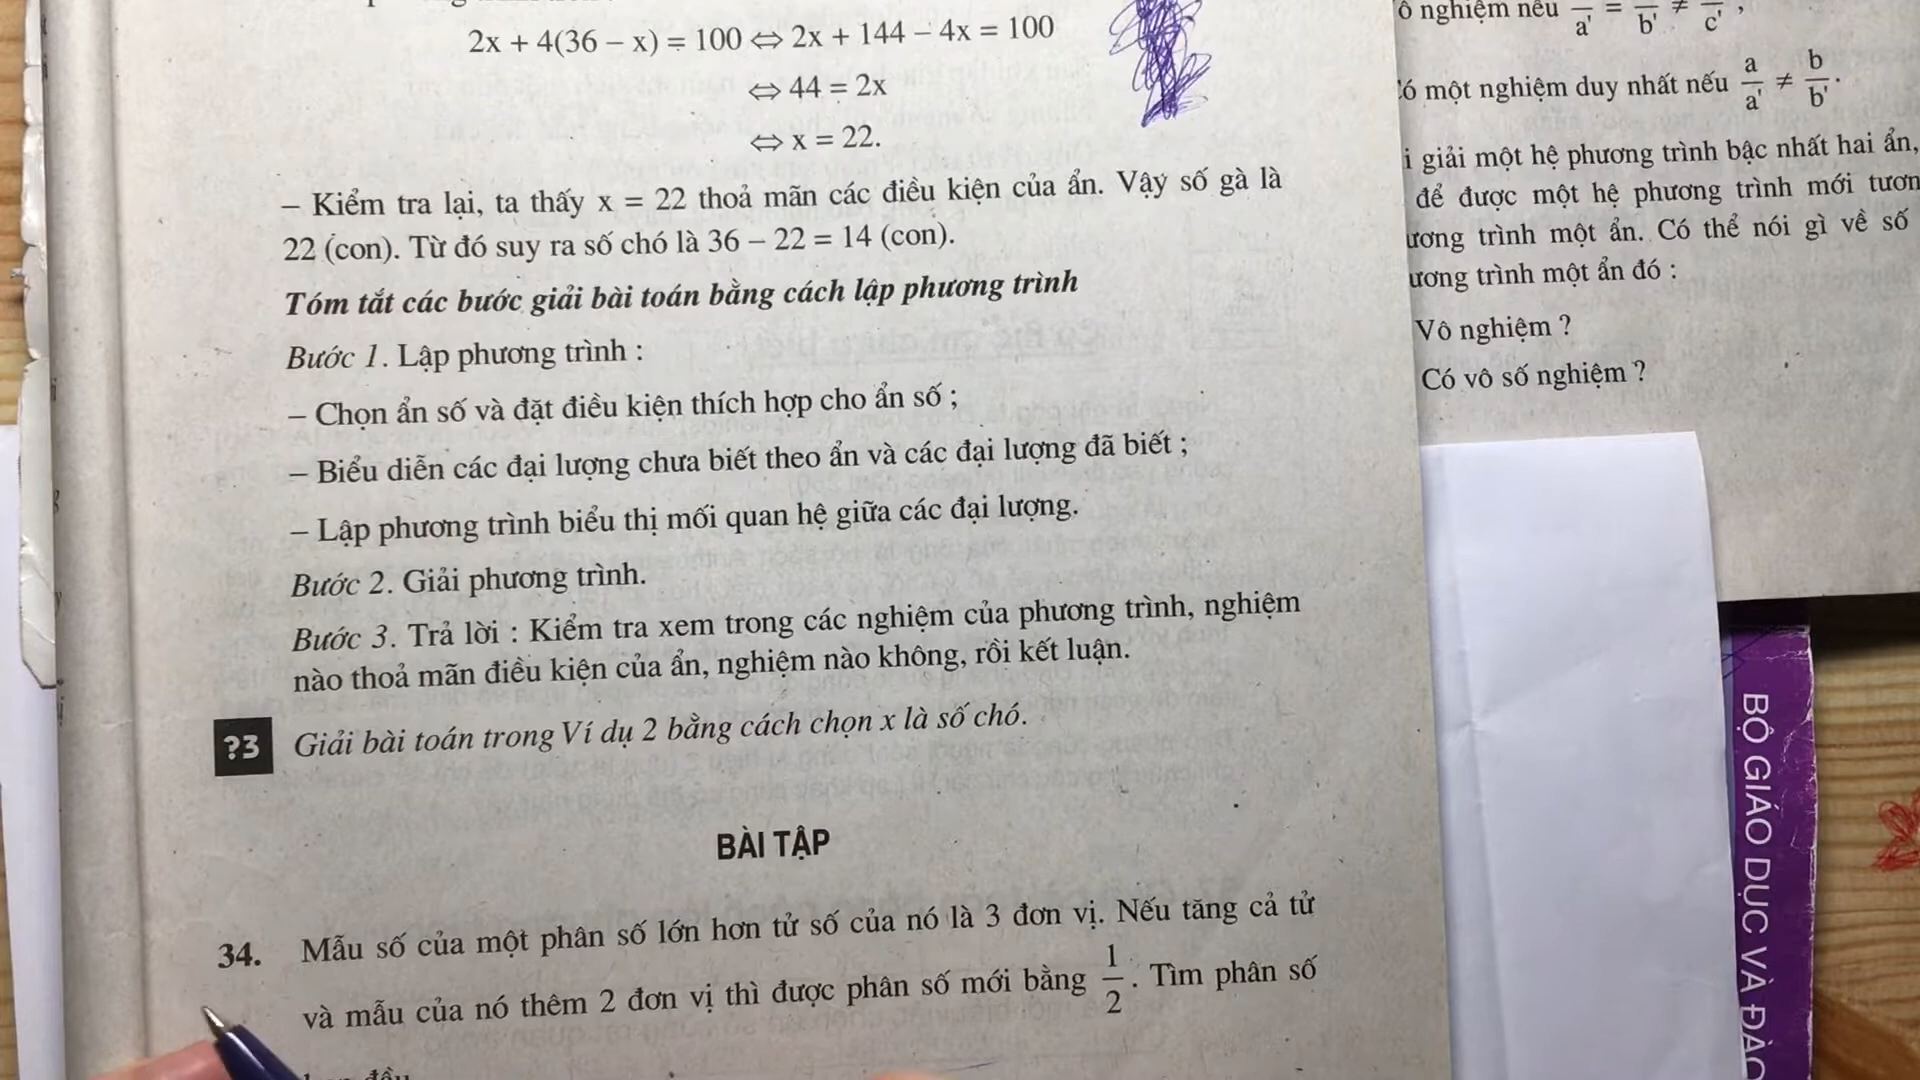 2x + 4(36 – x) = 100 ⇔ 2x + 144 – 4x = 100
⇔ 44 = 2x
⇔ x = 22.
– Kiểm tra lại, ta thấy x = 22 thoả mãn các điều kiện của ẩn. Vậy số gà là
22 (con). Từ đó suy ra số chó là 36 – 22 = 14 (con).
Tóm tắt các bước giải bài toán bằng cách lập phương trình
Bước 1. Lập phương trình :
– Chọn ẩn số và đặt điều kiện thích hợp cho ẩn số ;
– Biểu diễn các đại lượng chưa biết theo ẩn và các đại lượng đã biết ;
– Lập phương trình biểu thị mối quan hệ giữa các đại lượng.
Bước 2. Giải phương trình.
Bước 3. Trả lời : Kiểm tra xem trong các nghiệm của phương trình, nghiệm
nào thoả mãn điều kiện của ẩn, nghiệm nào không, rồi kết luận.
?3 Giải bài toán trong Ví dụ 2 bằng cách chọn x là số chó.
BÀI TẬP
34. Mẫu số của một phân số lớn hơn tử số của nó là 3 đơn vị. Nếu tăng cả tử
và mẫu của nó thêm 2 đơn vị thì được phân số mới bằng 1/2. Tìm phân số
đầu
nghiệm nếu a' = b' ≠ c' ,
một nghiệm duy nhất nếu a/a' ≠ b/b'.
giải một hệ phương trình bậc nhất hai ẩn,
để được một hệ phương trình mới tươn
ương trình một ẩn. Có thể nói gì về số
ương trình một ẩn đó :
Vô nghiệm ?
Có vô số nghiệm ?
BỘ GIÁO DỤC VÀ ĐÀO